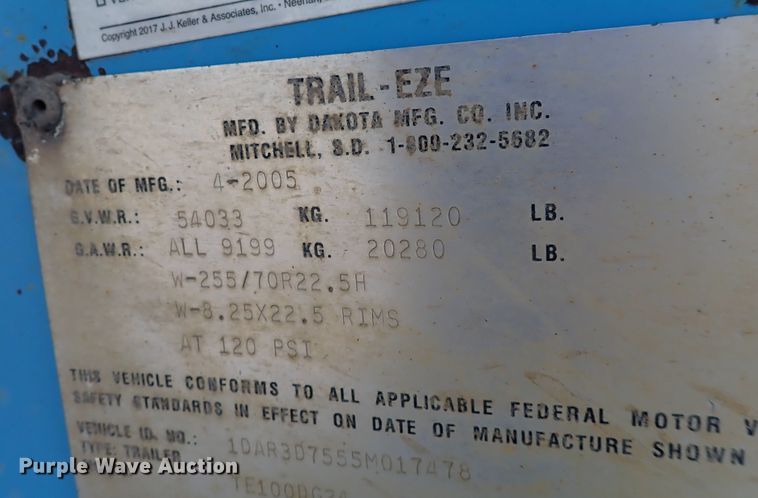 Copyright 2017 J. J. Keller & Associates, Inc. • Neenah,
TRAIL-EZE
MFD. BY DAKOTA MFG. CO. INC.
MITCHELL, S.D. 1-800-232-5682
DATE OF MFG.: 4-2005
G.V.W.R.: 54033 KG. 119120 LB.
G.A.W.R.: ALL 9199 KG. 20280 LB.
W-255/70R22.5H
W-8.25X22.5 RIMS
AT 120 PSI
THIS VEHICLE CONFORMS TO ALL APPLICABLE FEDERAL MOTOR V
SAFETY STANDARDS IN EFFECT ON DATE OF MANUFACTURE SHOWN
VEHICLE ID. NO.: 1DAR3D7555M017478
TYPE: TRAILER
Purple Wave Auction